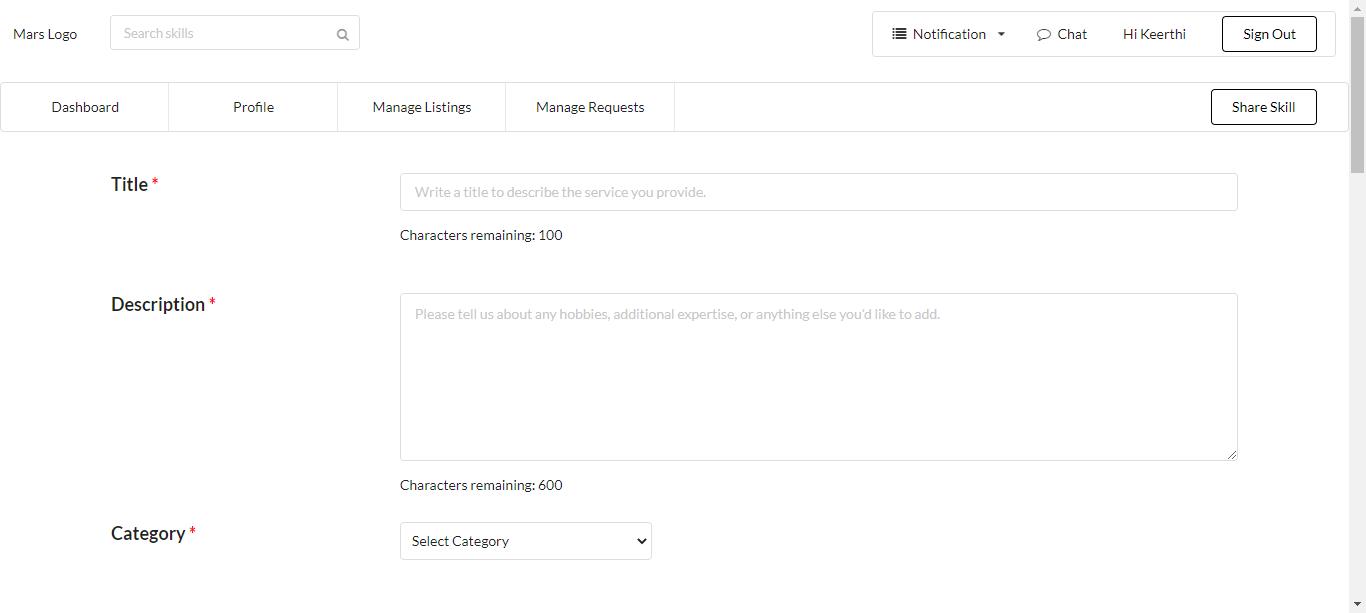 Mars Logo
Search skills
Notification
Chat
Hi Keerthi
Sign Out
Dashboard
Profile
Manage Listings
Manage Requests
Share Skill
Title *
Write a title to describe the service you provide.
Characters remaining: 100
Description *
Please tell us about any hobbies, additional expertise, or anything else you'd like to add.
Characters remaining: 600
Category *
Select Category